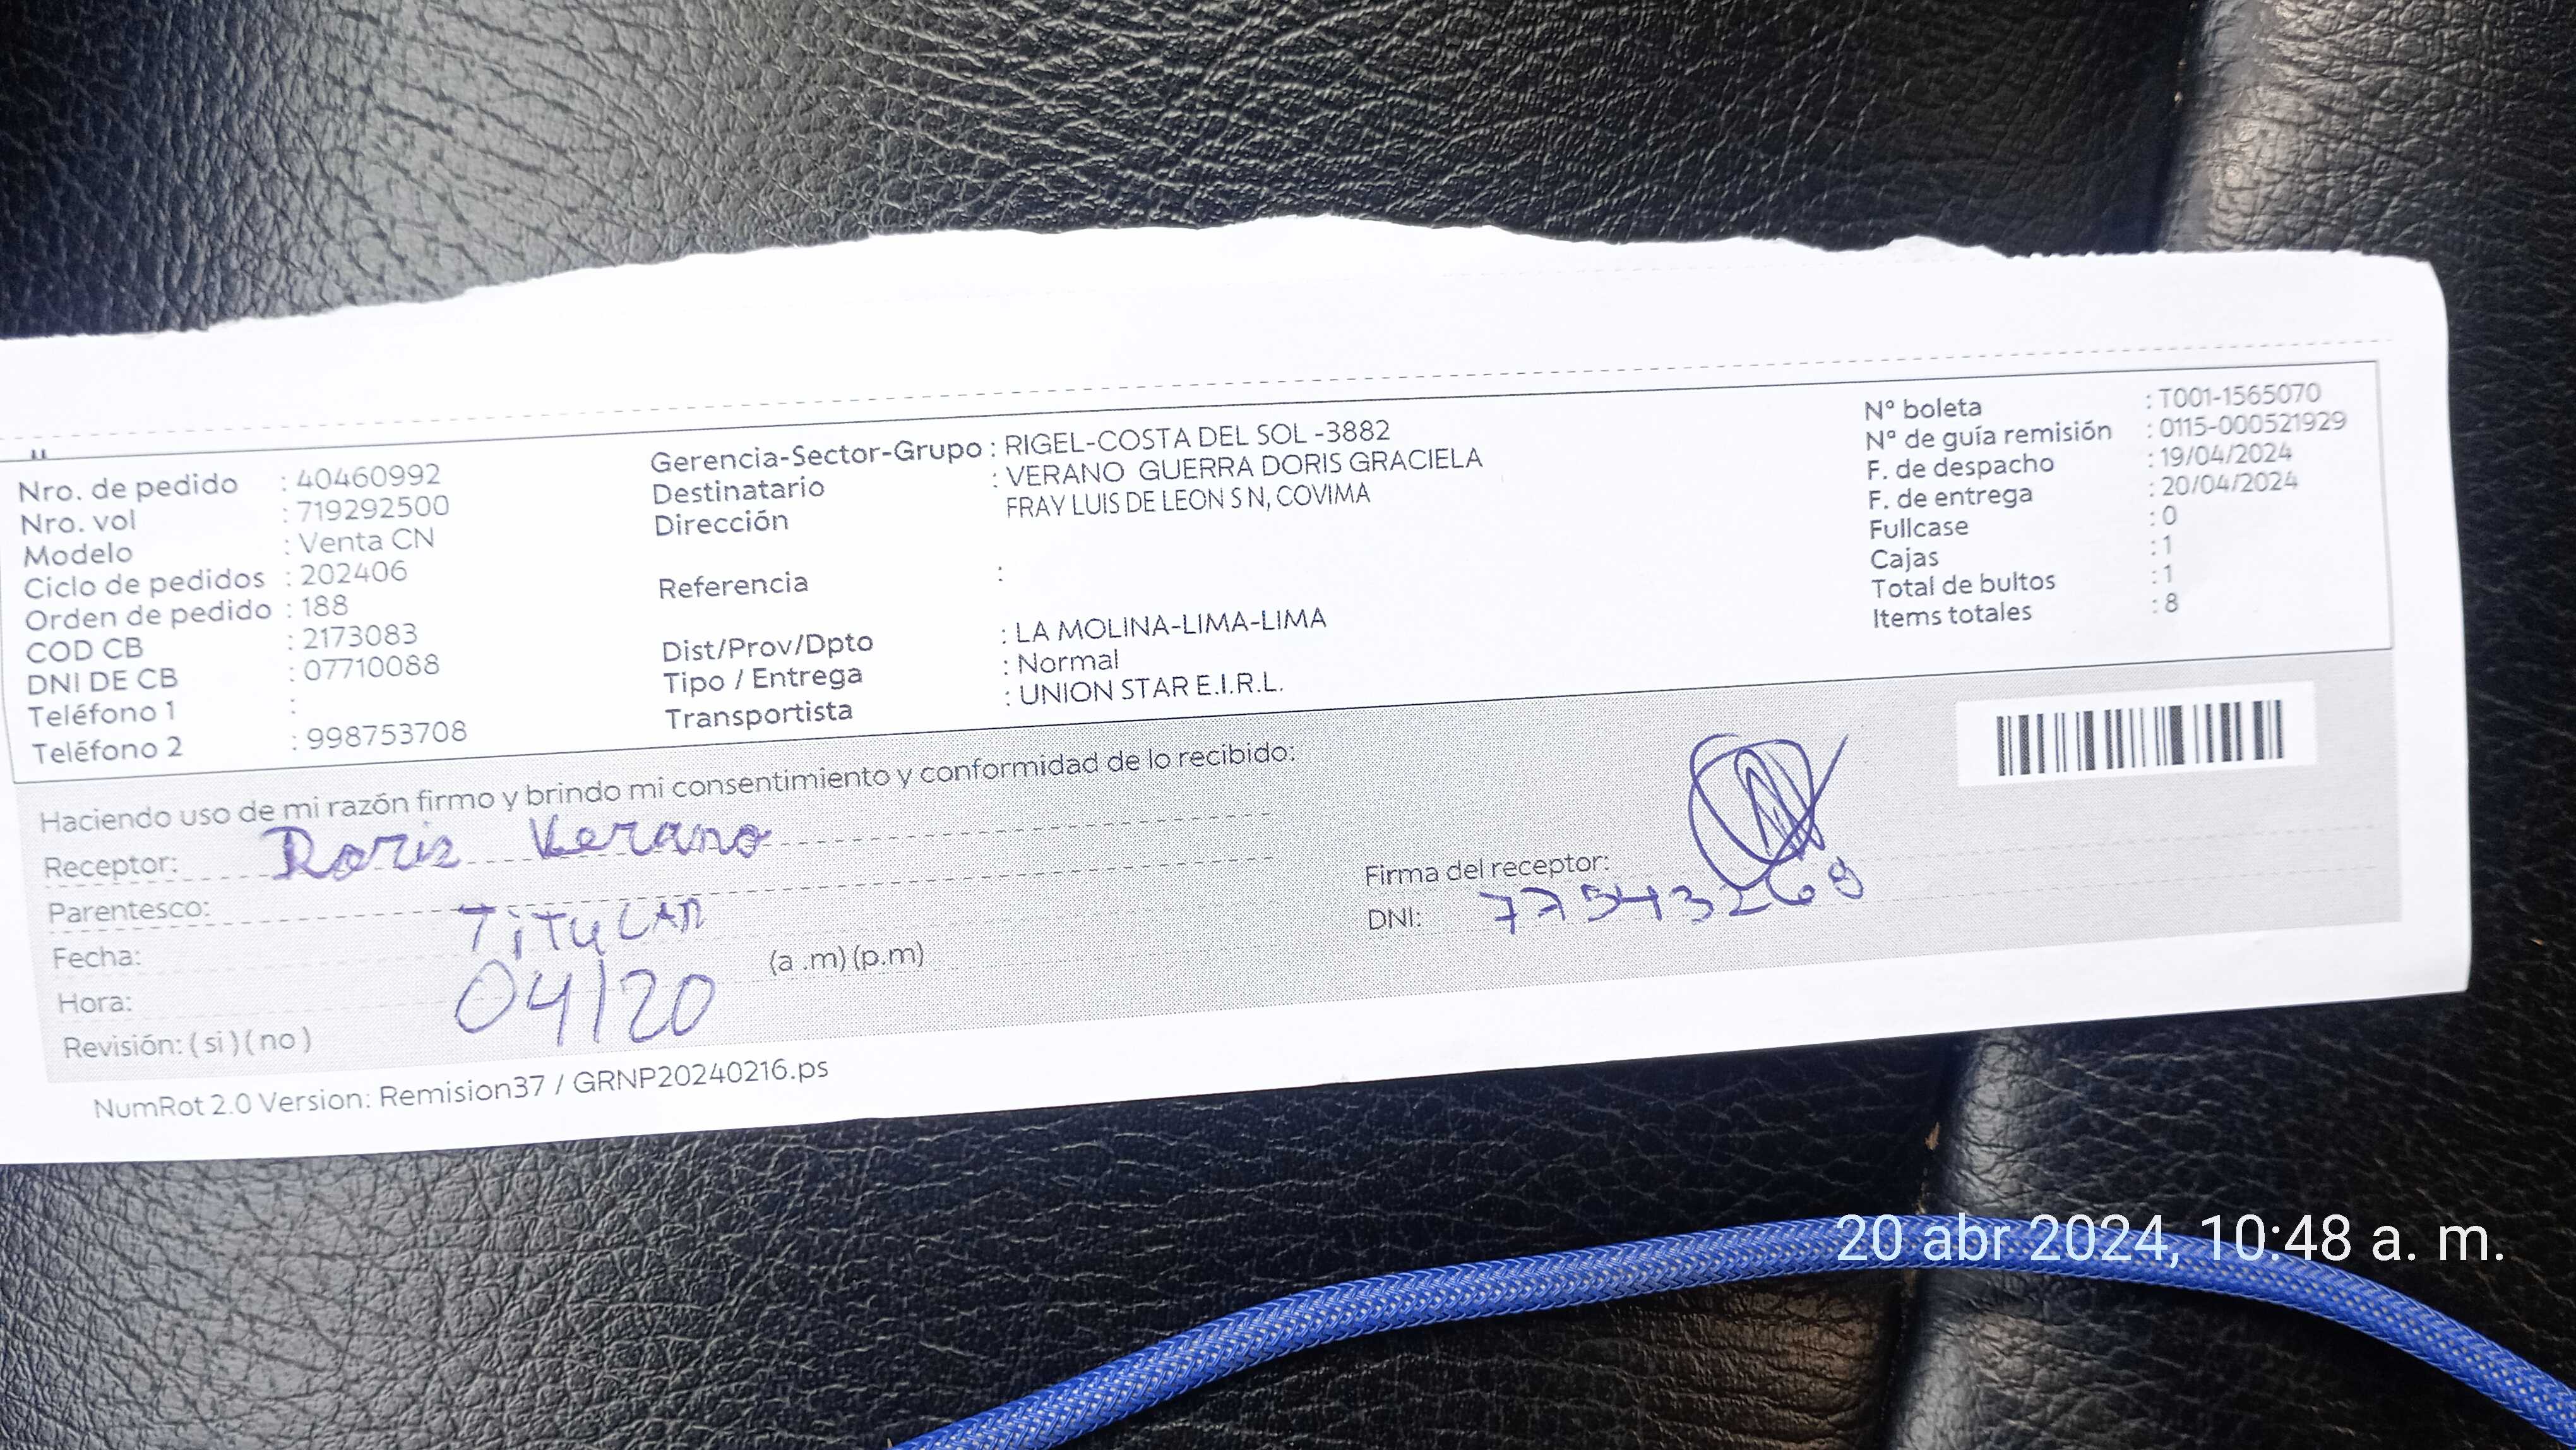 Nro. de pedido : 40460992
Nro. vol : 719292500
Modelo : Venta CN
Ciclo de pedidos : 202406
Orden de pedido : 188
COD CB : 2173083
DNI DE CB : 07710088
Teléfono 1 :
Teléfono 2 : 998753708
Gerencia-Sector-Grupo : RIGEL-COSTA DEL SOL -3882
Destinatario : VERANO GUERRA DORIS GRACIELA
Dirección FRAY LUIS DE LEON S N, COVIMA
Referencia :
Dist/Prov/Dpto : LA MOLINA-LIMA-LIMA
Tipo / Entrega : Normal
Transportista : UNION STAR E.I.R.L.
N° boleta : T001-1565070
N° de guía remisión : 0115-000521929
F. de despacho : 19/04/2024
F. de entrega : 20/04/2024
Fullcase : 0
Cajas : 1
Total de bultos : 1
Items totales : 8
Haciendo uso de mi razón firmo y brindo mi consentimiento y conformidad de lo recibido:
Receptor: Doris Verano
Parentesco: TiTULAR
Fecha: 04/20
Hora: (a .m) (p.m)
Revisión: ( si ) ( no )
Firma del receptor:
DNI: 77343268
NumRot 2.0 Version: Remision37 / GRNP20240216.ps
20 abr 2024, 10:48 a. m.